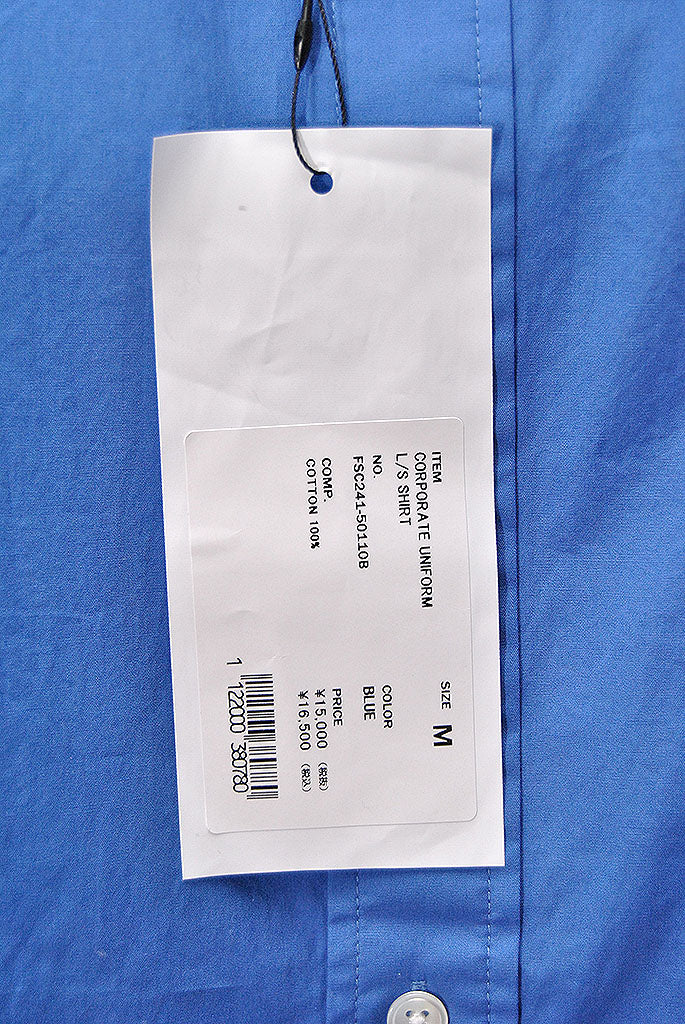 ITEM
CORPORATE UNIFORM
L/S SHIRT
NO.
FSC241-50110B
COMP.
COTTON 100%
SIZE M
COLOR
BLUE
PRICE
¥15,000 (税抜)
¥16,500 (税込)
1 122000 380780